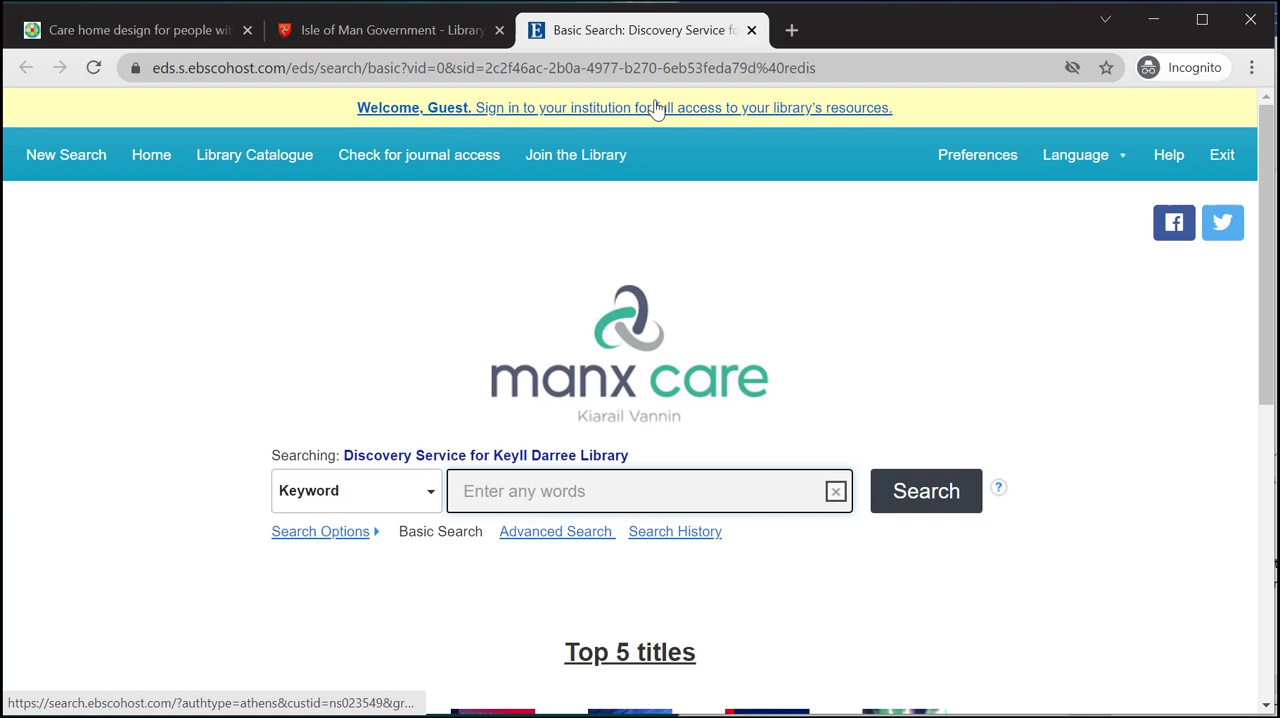 Care home design for people wit
Isle of Man Government - Library
Basic Search: Discovery Service fo
eds.s.ebscohost.com/eds/search/basic?vid=0&sid=2c2f46ac-2b0a-4977-b270-6eb53feda79d%40redis
Incognito
Welcome, Guest. Sign in to your institution for full access to your library's resources.
New Search Home Library Catalogue Check for journal access Join the Library Preferences Language Help Exit
manx care
Kiarail Vannin
Searching: Discovery Service for Keyll Darree Library
Keyword Enter any words Search ?
Search Options Basic Search Advanced Search Search History
Top 5 titles
https://search.ebscohost.com/?authtype=athens&custid=ns023549&gr...